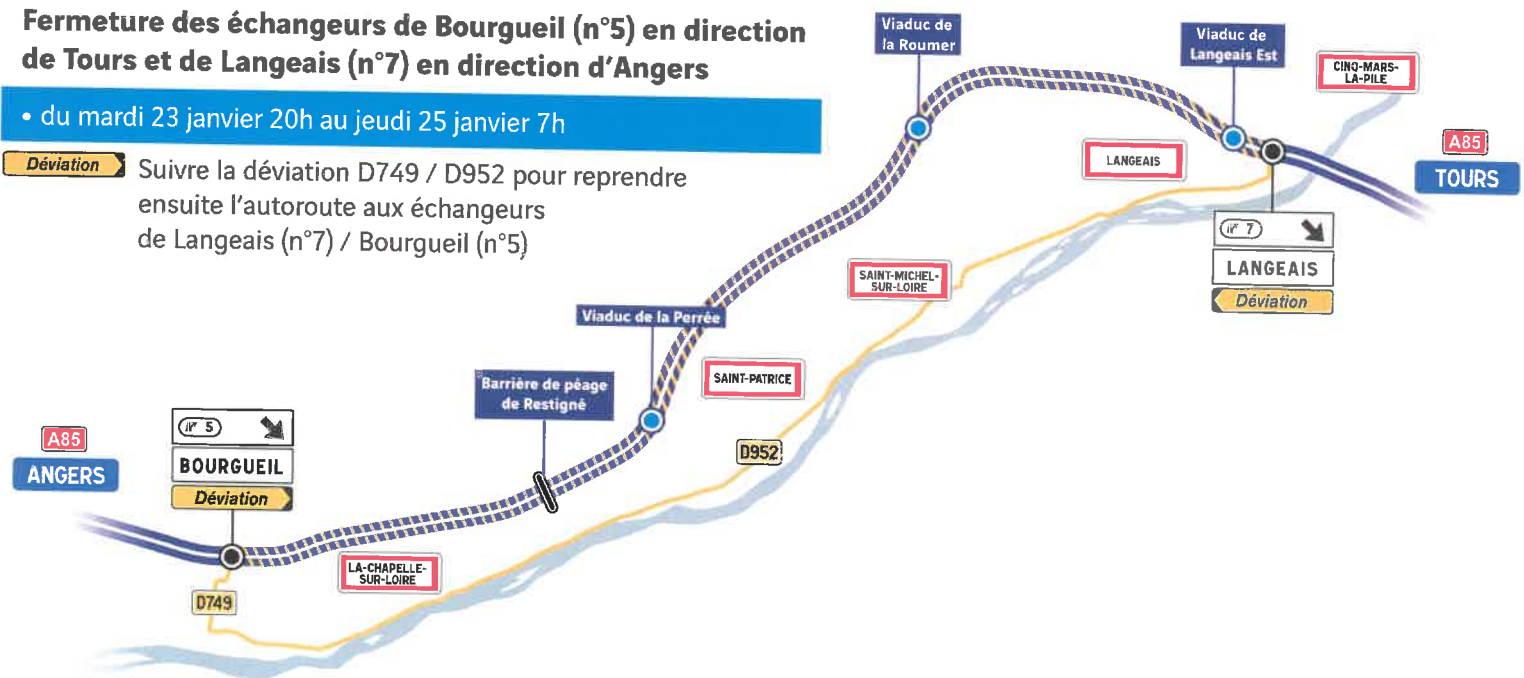 Fermeture des échangeurs de Bourgueil (n°5) en direction
de Tours et de Langeais (n°7) en direction d'Angers
• du mardi 23 janvier 20h au jeudi 25 janvier 7h
Déviation
Suivre la déviation D749 / D952 pour reprendre
ensuite l'autoroute aux échangeurs
de Langeais (n°7) / Bourgueil (n°5)
Viaduc de
la Roumer
Viaduc de
Langeais Est
CINQ-MARS-
LA-PILE
A85
TOURS
LANGEAIS
7
LANGEAIS
Déviation
SAINT-MICHEL-
SUR-LOIRE
Viaduc de la Perrée
SAINT-PATRICE
Barrière de péage
de Restigné
D952
A85
ANGERS
5
BOURGUEIL
Déviation
LA-CHAPELLE-
SUR-LOIRE
D749